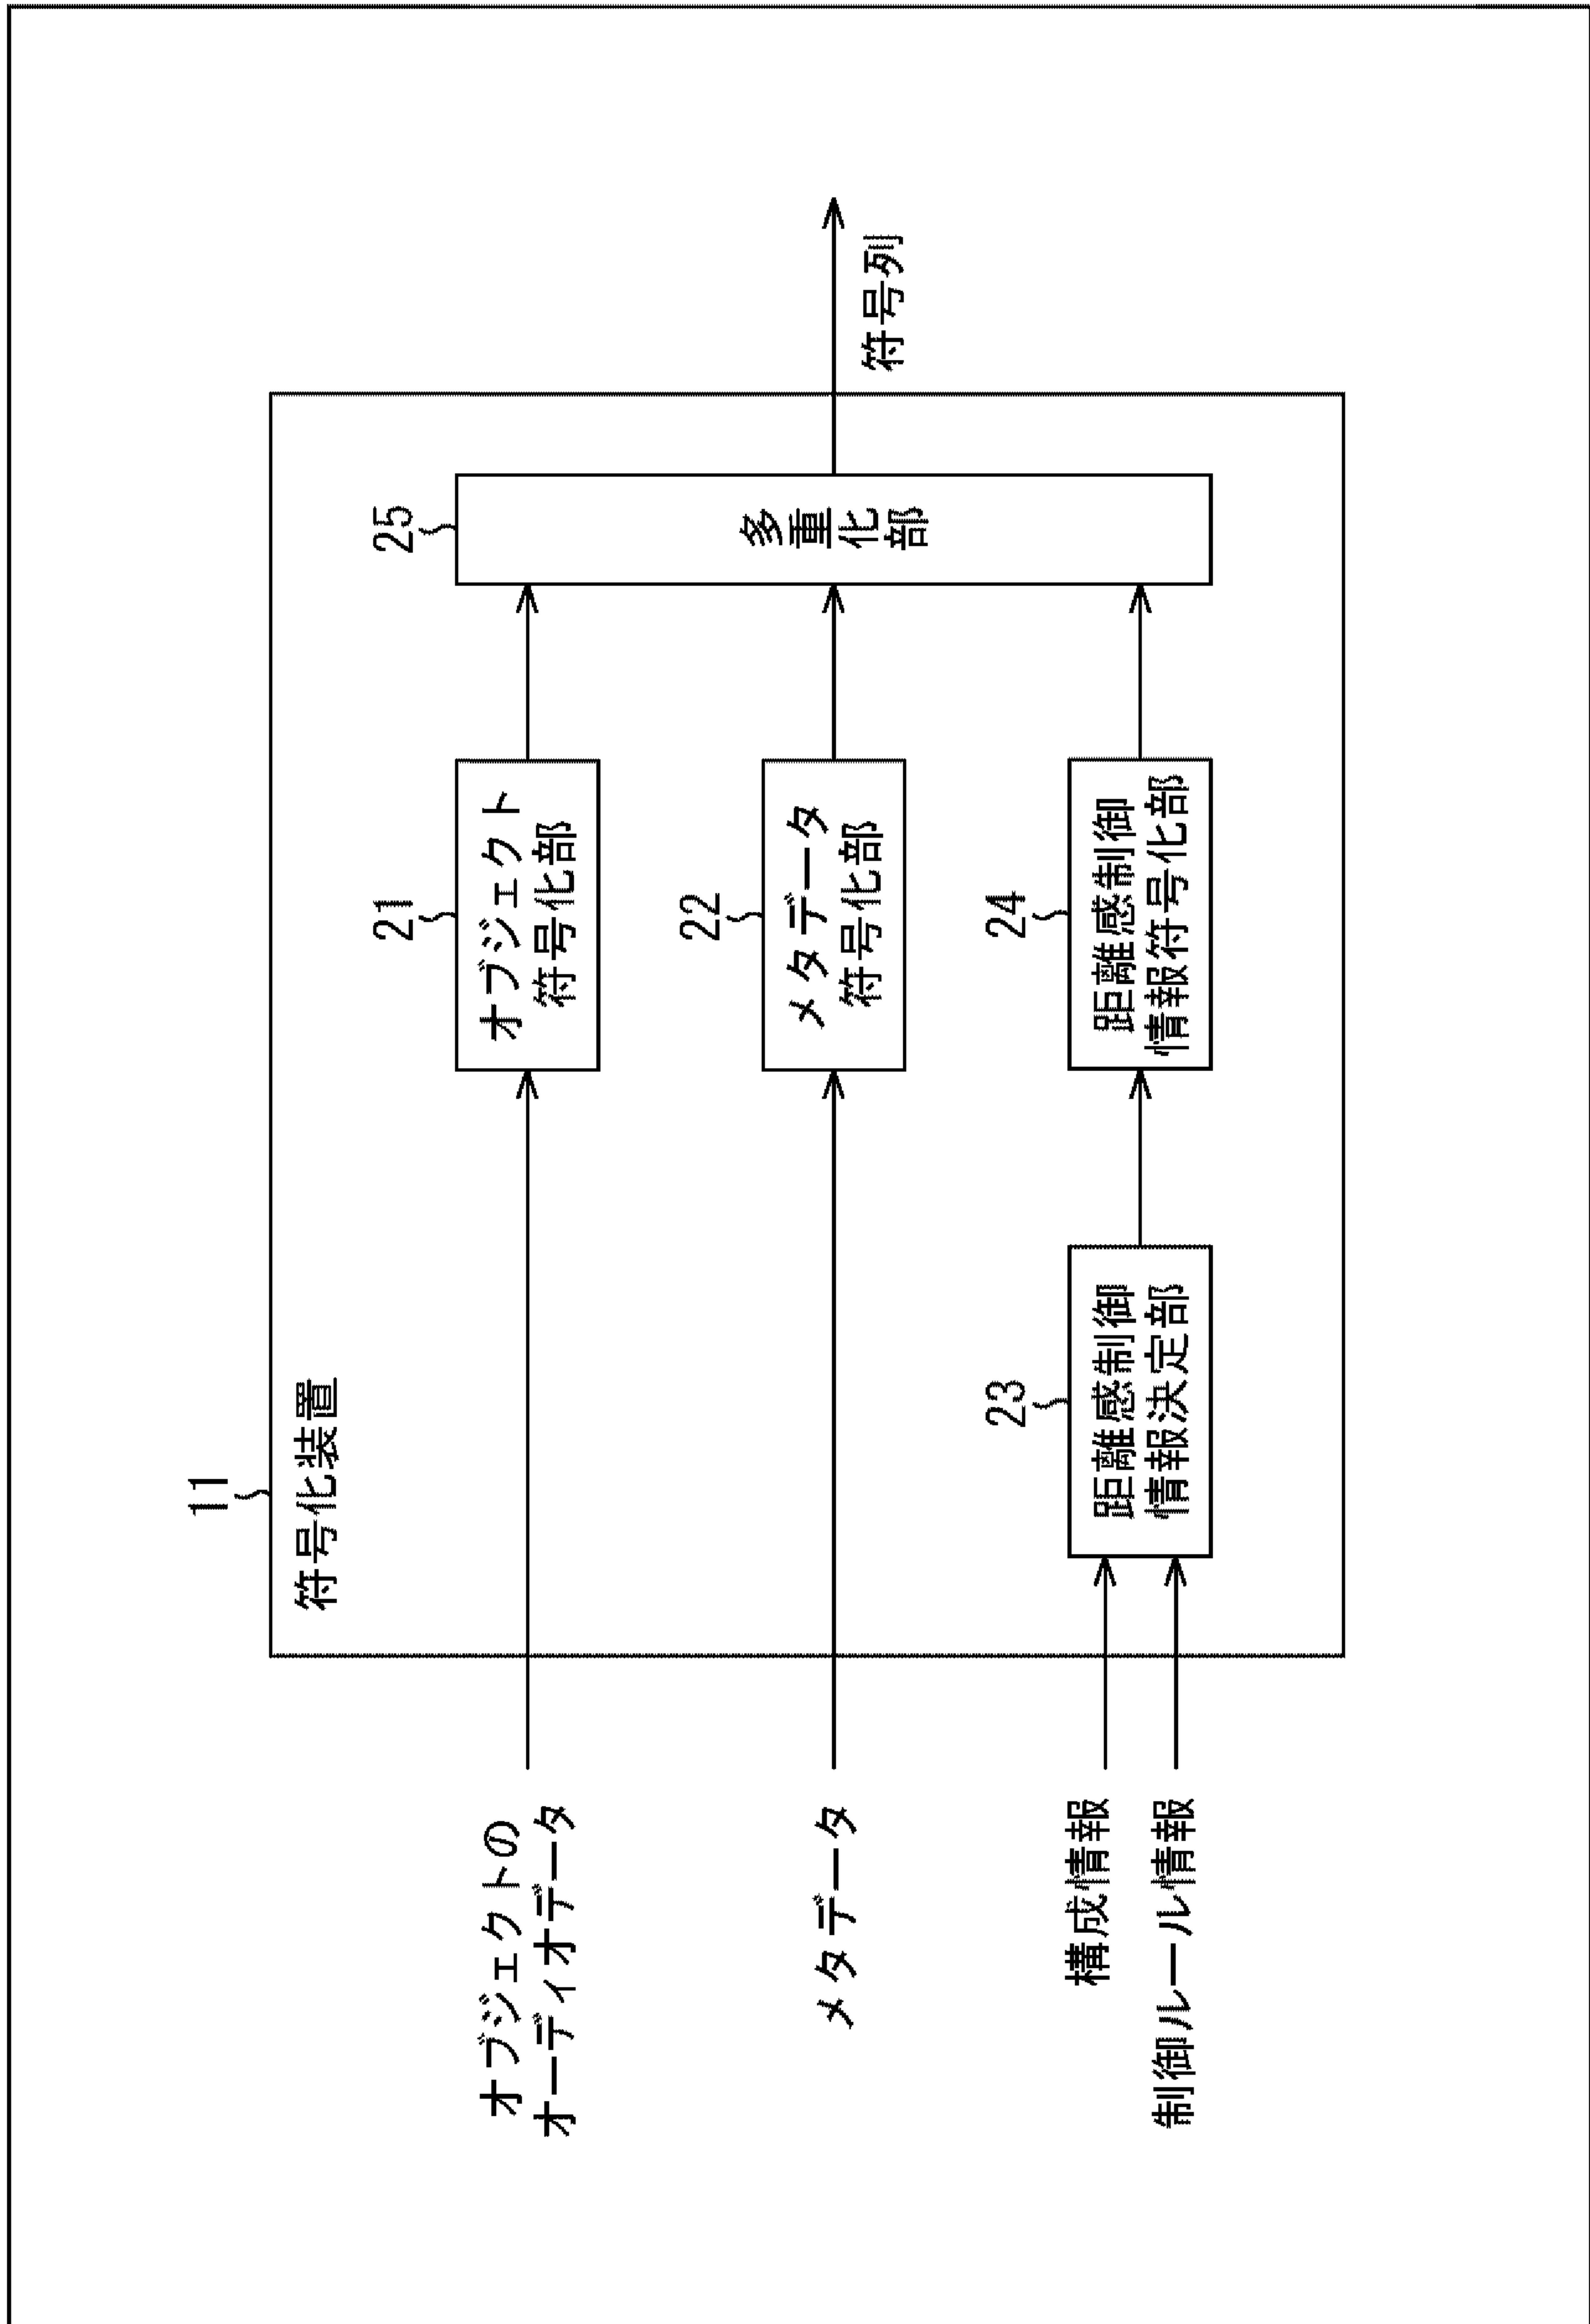 11
符号化装置
オブジェクトの
オーディオデータ
21
オブジェクト
符号化部
25
多重化部
符号列
メタデータ
22
メタデータ
符号化部
構成情報
制御ルール情報
23
距離感制御
情報決定部
24
距離感制御
情報符号化部